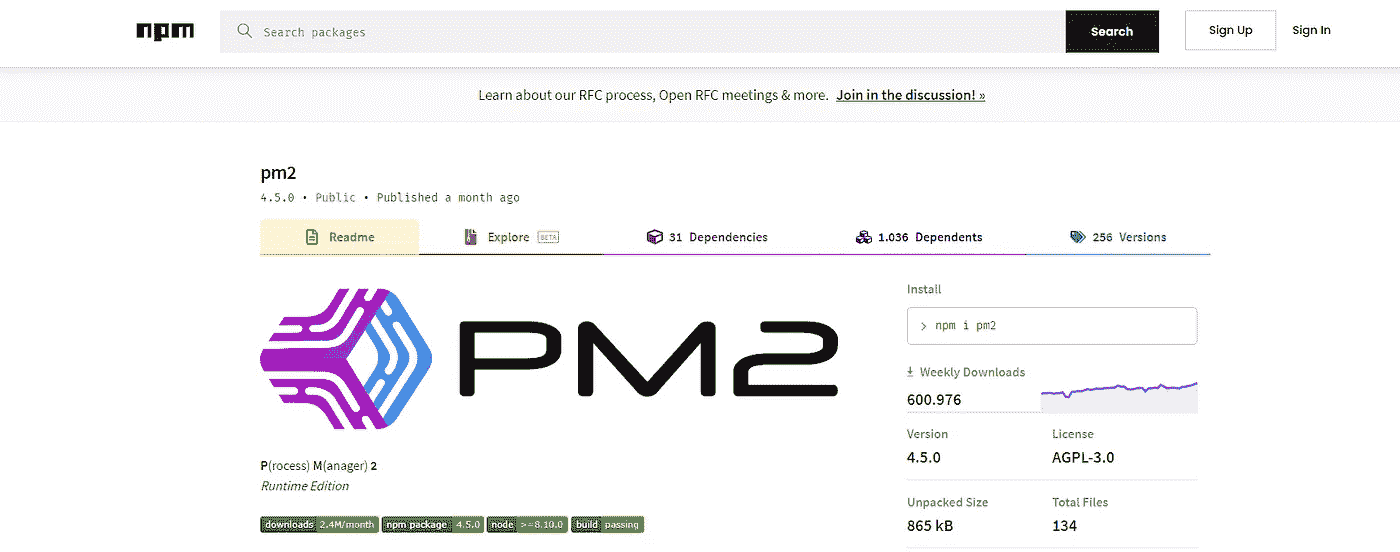 npm
Search packages
Search
Sign Up
Sign In
Learn about our RFC process, Open RFC meetings & more. Join in the discussion! »
pm2
4.5.0 • Public • Published a month ago
Readme
Explore BETA
31 Dependencies
1.036 Dependents
256 Versions
PM2
P(rocess) M(anager) 2
Runtime Edition
downloads 2.4M/month npm package 4.5.0 node >=8.10.0 build passing
Install
> npm i pm2
Weekly Downloads
600.976
Version
4.5.0
License
AGPL-3.0
Unpacked Size
865 kB
Total Files
134